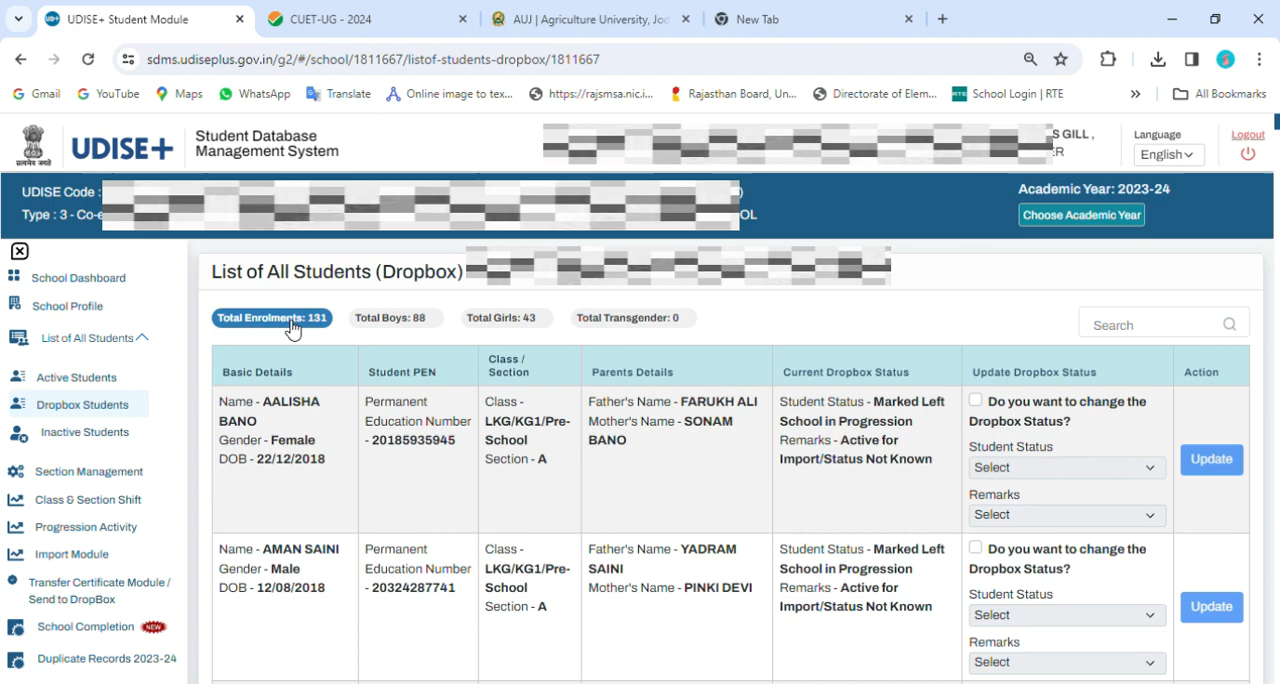 UDISE+ Student Module
CUET-UG - 2024
AUJ | Agriculture University, Jod
New Tab
sdms.udiseplus.gov.in/g2/#/school/1811667/listof-students-dropbox/1811667
Gmail
YouTube
Maps
WhatsApp
Translate
Online image to tex...
https://rajsmsa.nic.i...
Rajasthan Board, Un...
Directorate of Elem...
RTE School Login | RTE
All Bookmarks
सत्यमेव जयते
UDISE+
Student Database
Management System
S GILL ,
Language
English
Logout
UDISE Code :
Type : 3 - Co-e
OL
Academic Year: 2023-24
Choose Academic Year
School Dashboard
School Profile
List of All Students
Active Students
Dropbox Students
Inactive Students
Section Management
Class & Section Shift
Progression Activity
Import Module
Transfer Certificate Module /
Send to DropBox
School Completion NEW
Duplicate Records 2023-24
List of All Students (Dropbox)
Total Enrolments: 131
Total Boys: 88
Total Girls: 43
Total Transgender: 0
Search
Basic Details
Student PEN
Class /
Section
Parents Details
Current Dropbox Status
Update Dropbox Status
Action
Name - AALISHA
BANO
Gender - Female
DOB - 22/12/2018
Permanent
Education Number
- 20185935945
Class -
LKG/KG1/Pre-
School
Section - A
Father's Name - FARUKH ALI
Mother's Name - SONAM
BANO
Student Status - Marked Left
School in Progression
Remarks - Active for
Import/Status Not Known
Do you want to change the
Dropbox Status?
Student Status
Select
Remarks
Select
Update
Name - AMAN SAINI
Gender - Male
DOB - 12/08/2018
Permanent
Education Number
- 20324287741
Class -
LKG/KG1/Pre-
School
Section - A
Father's Name - YADRAM
SAINI
Mother's Name - PINKI DEVI
Student Status - Marked Left
School in Progression
Remarks - Active for
Import/Status Not Known
Do you want to change the
Dropbox Status?
Student Status
Select
Remarks
Select
Update